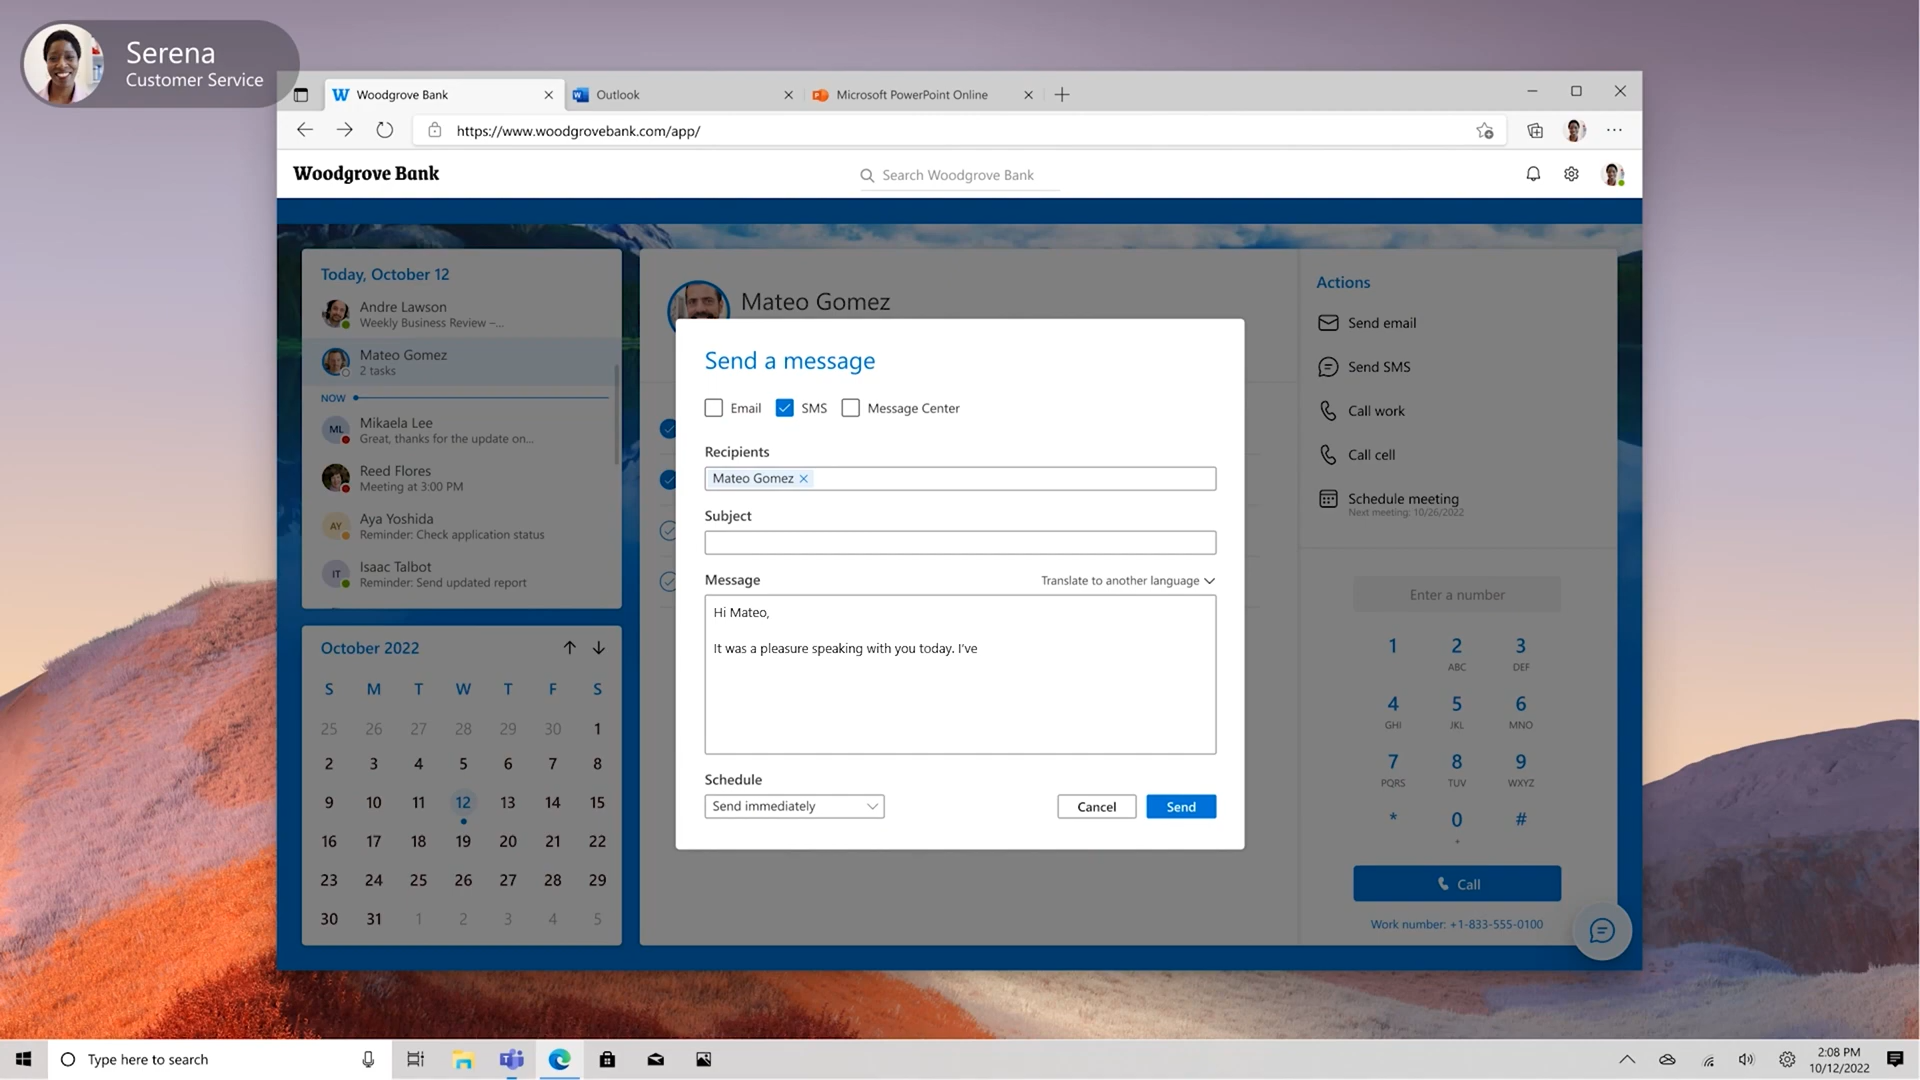 Serena
Customer Service
Woodgrove Bank
Outlook
Microsoft PowerPoint Online
https://www.woodgrovebank.com/app/
Woodgrove Bank
Search Woodgrove Bank
Today, October 12
Andre Lawson
Weekly Business Review –...
Mateo Gomez
2 tasks
NOW
ML
Mikaela Lee
Great, thanks for the update on...
Reed Flores
Meeting at 3:00 PM
AY
Aya Yoshida
Reminder: Check application status
IT
Isaac Talbot
Reminder: Send updated report
October 2022
S M T W T F S
25 26 27 28 29 30 1
2 3 4 5 6 7 8
9 10 11 12 13 14 15
16 17 18 19 20 21 22
23 24 25 26 27 28 29
30 31 1 2 3 4 5
Mateo Gomez
Send a message
Email SMS Message Center
Recipients
Mateo Gomez
Subject
Message Translate to another language
Hi Mateo,
It was a pleasure speaking with you today. I've
Schedule
Send immediately
Cancel
Send
Actions
Send email
Send SMS
Call work
Call cell
Schedule meeting
Next meeting: 10/26/2022
Enter a number
1 2 3
ABC DEF
4 5 6
GHI JKL MNO
7 8 9
PQRS TUV WXYZ
* 0 #
Call
Work number: +1-833-555-0100
Type here to search
2:08 PM
10/12/2022